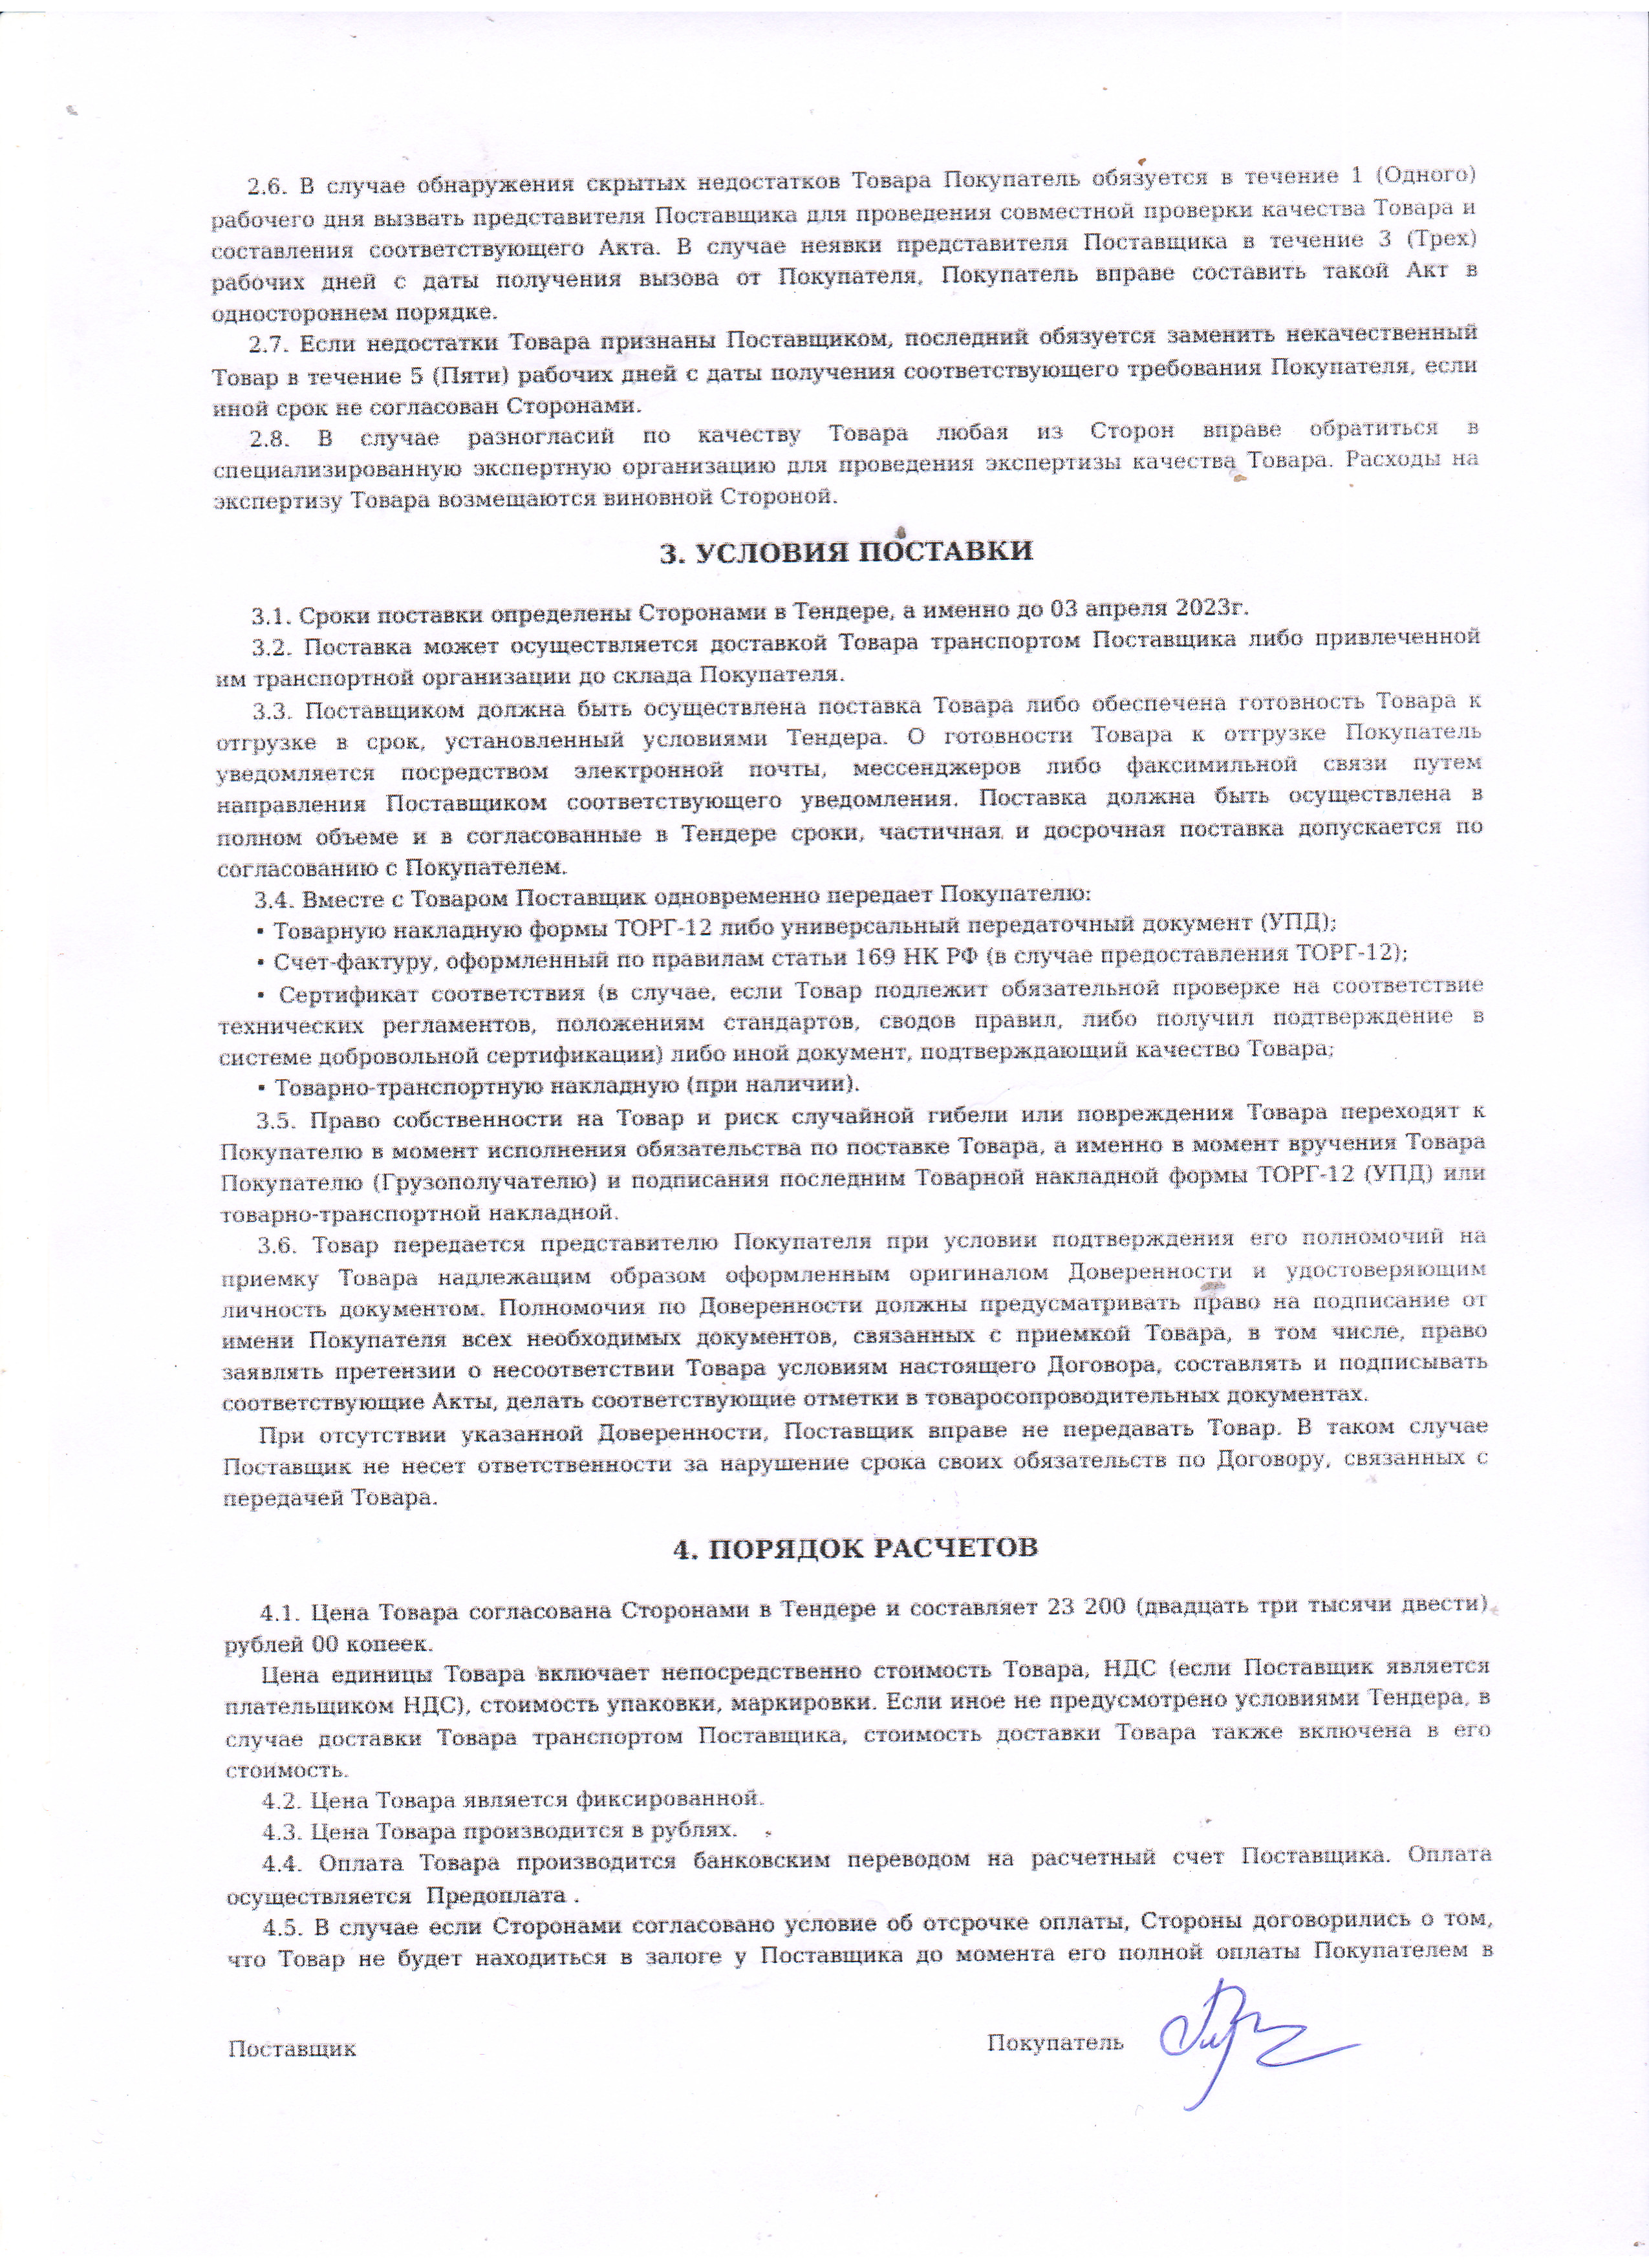 2.6. В случае обнаружения скрытых недостатков Товара Покупатель обязуется в течение 1 (Одного)
рабочего дня вызвать представителя Поставщика для проведения совместной проверки качества Товара и
составления соответствующего Акта. В случае неявки представителя Поставщика в течение 3 (Трех)
рабочих дней с даты получения вызова от Покупателя, Покупатель вправе составить такой Акт в
одностороннем порядке.
2.7. Если недостатки Товара признаны Поставщиком, последний обязуется заменить некачественный
Товар в течение 5 (Пяти) рабочих дней с даты получения соответствующего требования Покупателя, если
иной срок не согласован Сторонами.
2.8. В случае разногласий по качеству Товара любая из Сторон вправе обратиться в
специализированную экспертную организацию для проведения экспертизы качества Товара. Расходы на
экспертизу Товара возмещаются виновной Стороной.
3. УСЛОВИЯ ПОСТАВКИ
3.1. Сроки поставки определены Сторонами в Тендере, а именно до 03 апреля 2023г.
3.2. Поставка может осуществляется доставкой Товара транспортом Поставщика либо привлеченной
им транспортной организации до склада Покупателя.
3.3. Поставщиком должна быть осуществлена поставка Товара либо обеспечена готовность Товара к
отгрузке в срок, установленный условиями Тендера. О готовности Товара к отгрузке Покупатель
уведомляется посредством электронной почты, мессенджеров либо факсимильной связи путем
направления Поставщиком соответствующего уведомления. Поставка должна быть осуществлена в
полном объеме и в согласованные в Тендере сроки, частичная и досрочная поставка допускается по
согласованию с Покупателем.
3.4. Вместе с Товаром Поставщик одновременно передает Покупателю:
• Товарную накладную формы ТОРГ-12 либо универсальный передаточный документ (УПД);
• Счет-фактуру, оформленный по правилам статьи 169 НК РФ (в случае предоставления ТОРГ-12);
• Сертификат соответствия (в случае, если Товар подлежит обязательной проверке на соответствие
технических регламентов, положениям стандартов, сводов правил, либо получил подтверждение в
системе добровольной сертификации) либо иной документ, подтверждающий качество Товара;
• Товарно-транспортную накладную (при наличии).
3.5. Право собственности на Товар и риск случайной гибели или повреждения Товара переходят к
Покупателю в момент исполнения обязательства по поставке Товара, а именно в момент вручения Товара
Покупателю (Грузополучателю) и подписания последним Товарной накладной формы ТОРГ-12 (УПД) или
товарно-транспортной накладной.
3.6. Товар передается представителю Покупателя при условии подтверждения его полномочий на
приемку Товара надлежащим образом оформленным оригиналом Доверенности и удостоверяющим
личность документом. Полномочия по Доверенности должны предусматривать право на подписание от
имени Покупателя всех необходимых документов, связанных с приемкой Товара, в том числе, право
заявлять претензии о несоответствии Товара условиям настоящего Договора, составлять и подписывать
соответствующие Акты, делать соответствующие отметки в товаросопроводительных документах.
При отсутствии указанной Доверенности, Поставщик вправе не передавать Товар. В таком случае
Поставщик не несет ответственности за нарушение срока своих обязательств по Договору, связанных с
передачей Товара.
4. ПОРЯДОК РАСЧЕТОВ
4.1. Цена Товара согласована Сторонами в Тендере и составляет 23 200 (двадцать три тысячи двести)
рублей 00 копеек.
Цена единицы Товара включает непосредственно стоимость Товара, НДС (если Поставщик является
плательщиком НДС), стоимость упаковки, маркировки. Если иное не предусмотрено условиями Тендера, в
случае доставки Товара транспортом Поставщика, стоимость доставки Товара также включена в его
стоимость.
4.2. Цена Товара является фиксированной.
4.3. Цена Товара производится в рублях.
4.4. Оплата Товара производится банковским переводом на расчетный счет Поставщика. Оплата
осуществляется Предоплата .
4.5. В случае если Сторонами согласовано условие об отсрочке оплаты, Стороны договорились о том,
что Товар не будет находиться в залоге у Поставщика до момента его полной оплаты Покупателем в
Поставщик
Покупатель